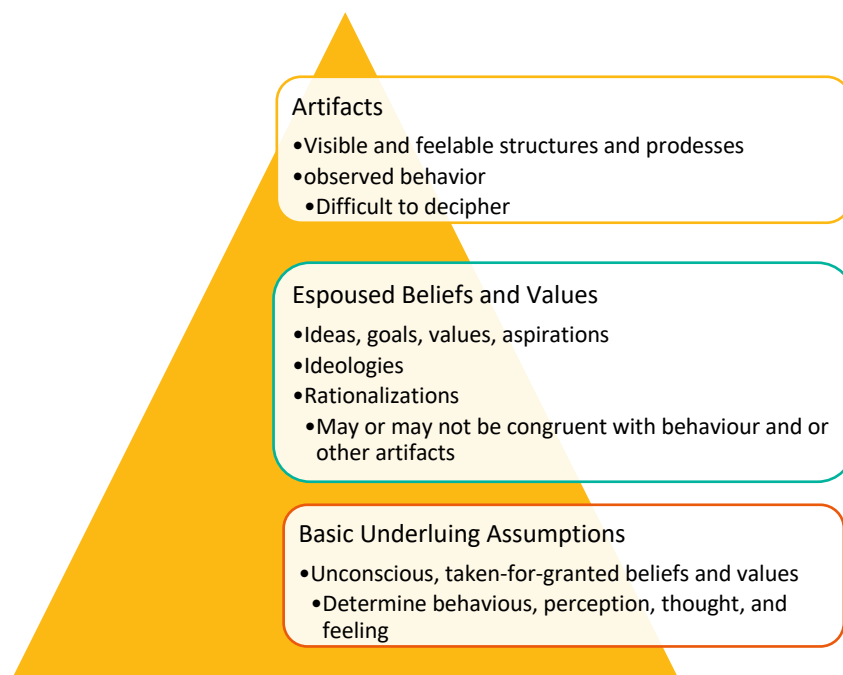 Artifacts
•Visible and feelable structures and prodesses
•observed behavior
•Difficult to decipher
Espoused Beliefs and Values
•Ideas, goals, values, aspirations
•Ideologies
•Rationalizations
•May or may not be congruent with behaviour and or
other artifacts
Basic Underluing Assumptions
•Unconscious, taken-for-granted beliefs and values
•Determine behavious, perception, thought, and
feeling